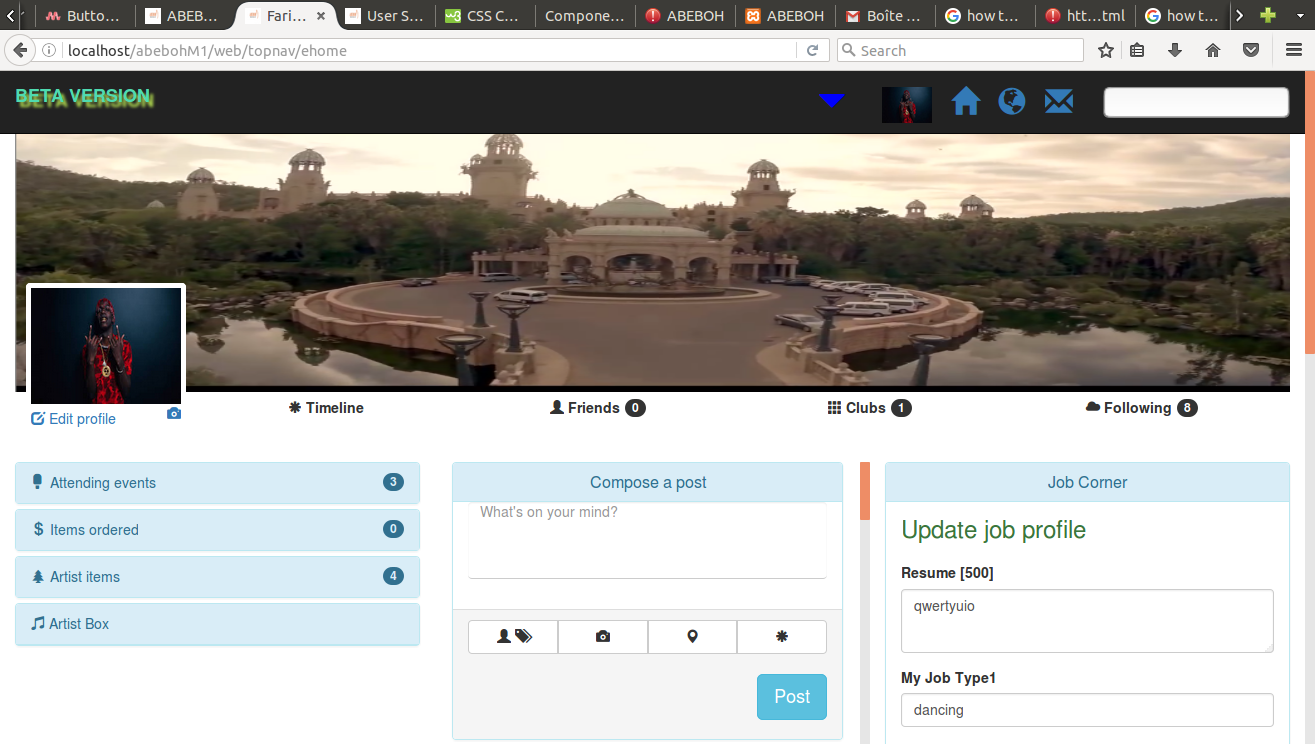 Butto... ABEB... Fari... User S... CSS C... Compone... ABEBOH ABEBOH Boîte ... how t... htt...tml how t...
localhost/abebohM1/web/topnav/ehome Search
BETA VERSION
Edit profile
Timeline Friends 0 Clubs 1 Following 8
Attending events 3
Items ordered 0
Artist items 4
Artist Box
Compose a post
What's on your mind?
Post
Job Corner
Update job profile
Resume [500]
qwertyuio
My Job Type1
dancing